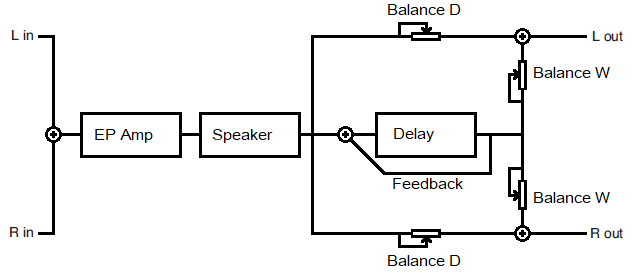 Balance D
L in
L out
Balance W
EP Amp
Speaker
Delay
Feedback
Balance W
R in
R out
Balance D